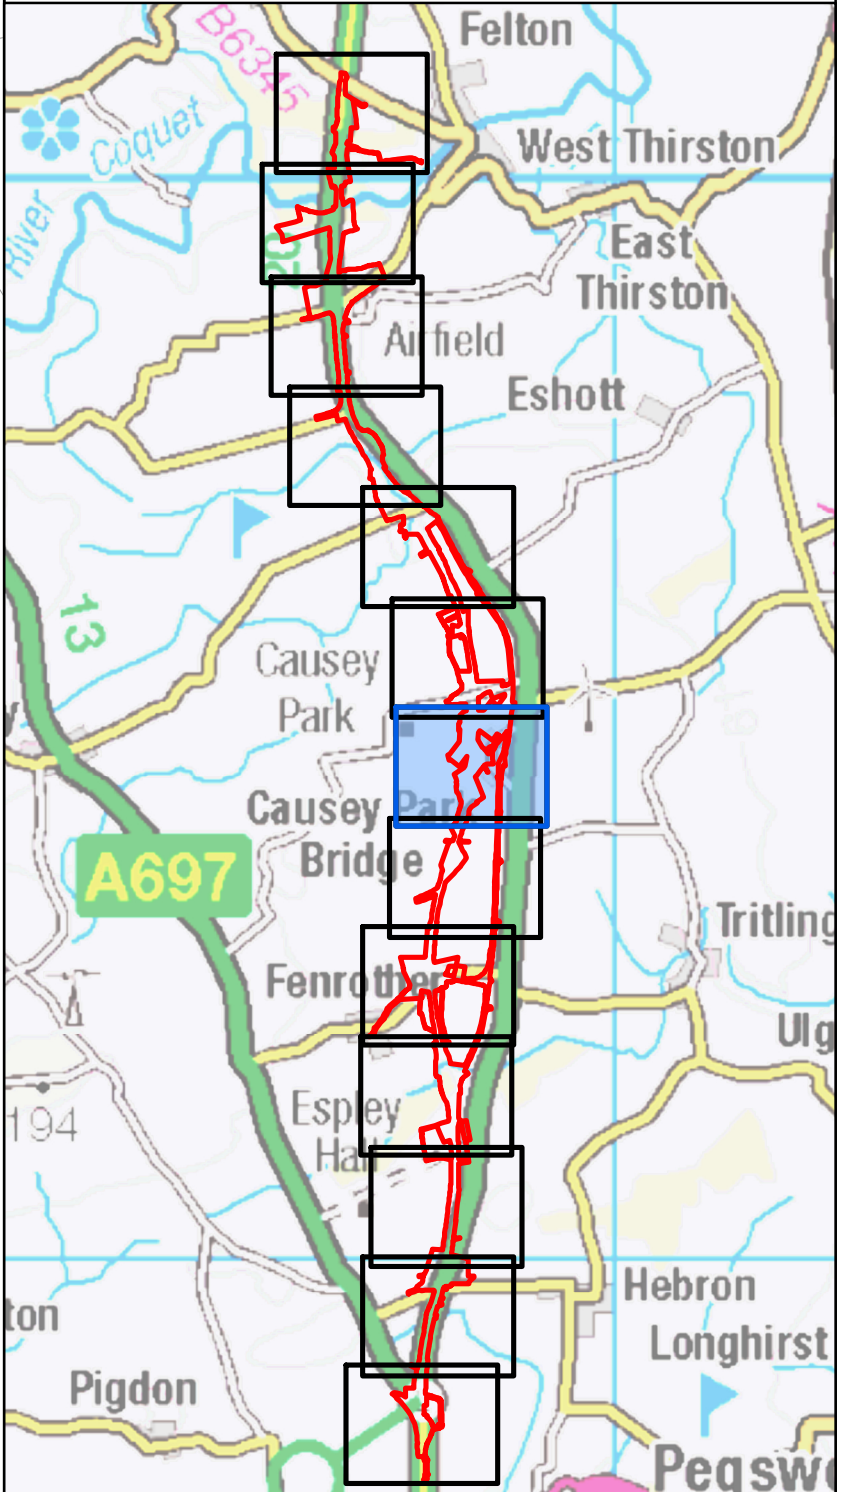 Felton
B6345
Coquet
West Thirston
River
East
Thirston
20
Airfield
Eshott
13
Causey
Park
Causey Park
Bridge
A697
Tritling
Fenrother
Ulg
194
Espley
Hall
Hebron
ton
Longhirst
Pigdon
Pegsw